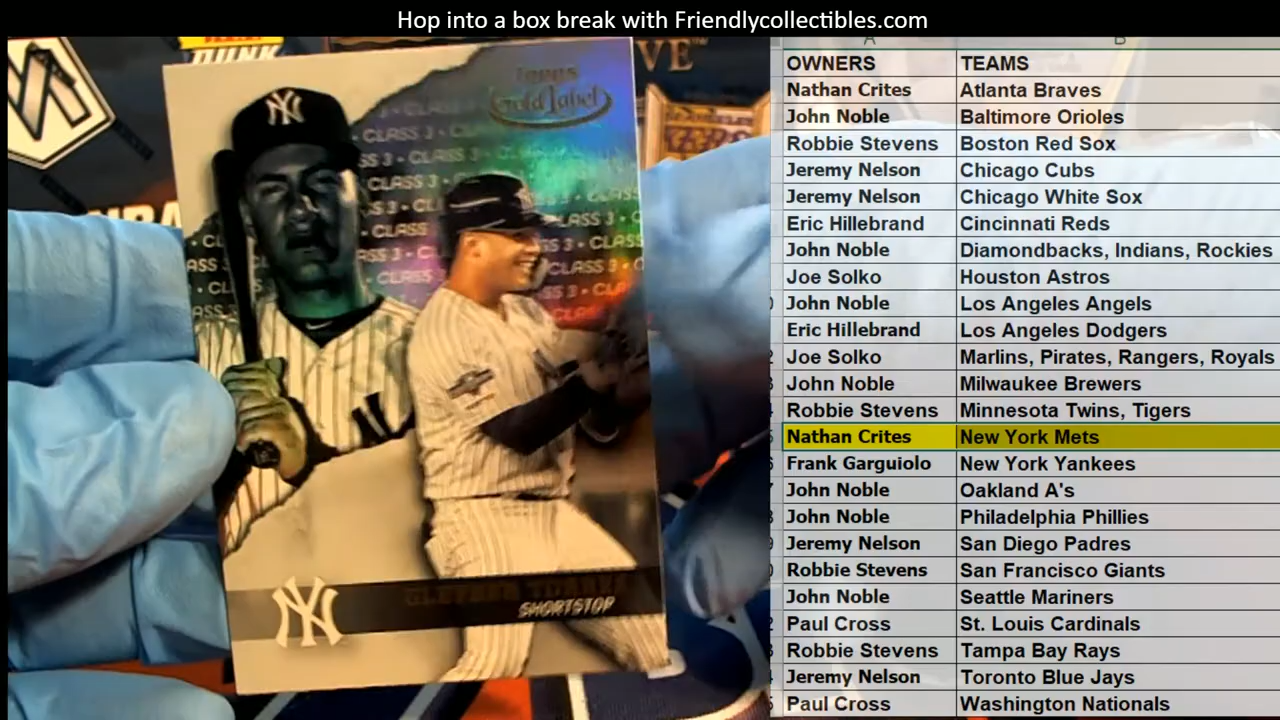 Hop into a box break with Friendlycollectibles.com
DUNK
Topps
Gold Label
CLASS 3
NY
SHORTSTOP
A B
OWNERS TEAMS
Nathan Crites Atlanta Braves
John Noble Baltimore Orioles
Robbie Stevens Boston Red Sox
Jeremy Nelson Chicago Cubs
Jeremy Nelson Chicago White Sox
Eric Hillebrand Cincinnati Reds
John Noble Diamondbacks, Indians, Rockies
Joe Solko Houston Astros
John Noble Los Angeles Angels
Eric Hillebrand Los Angeles Dodgers
Joe Solko Marlins, Pirates, Rangers, Royals
John Noble Milwaukee Brewers
Robbie Stevens Minnesota Twins, Tigers
Nathan Crites New York Mets
Frank Garguiolo New York Yankees
John Noble Oakland A's
John Noble Philadelphia Phillies
Jeremy Nelson San Diego Padres
Robbie Stevens San Francisco Giants
John Noble Seattle Mariners
Paul Cross St. Louis Cardinals
Robbie Stevens Tampa Bay Rays
Jeremy Nelson Toronto Blue Jays
Paul Cross Washington Nationals